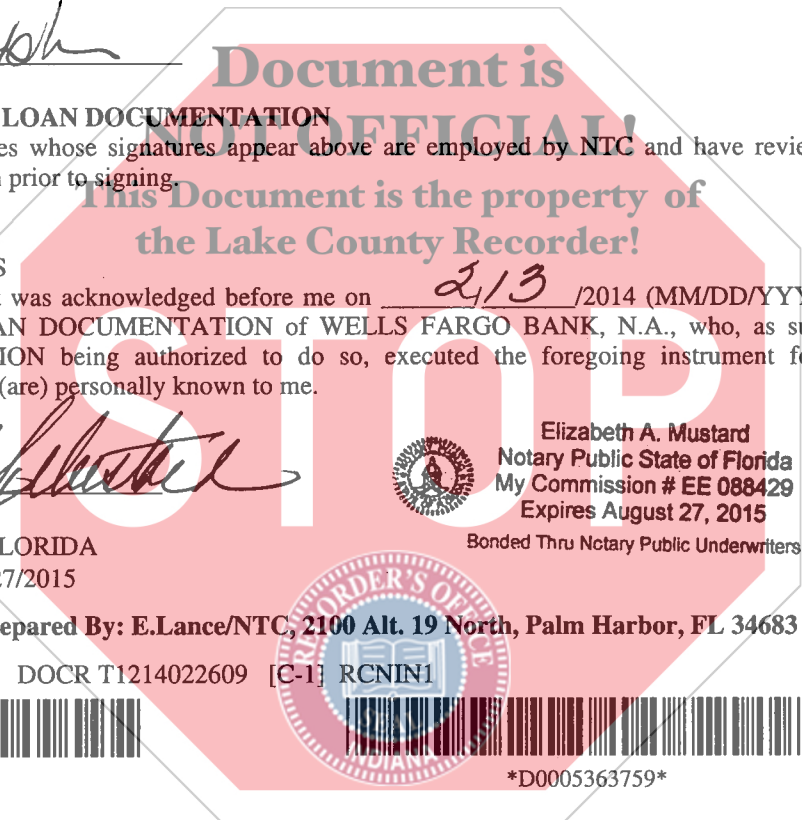 Document is
LOAN DOCUMENTATION
NOT OFFICIAL!
es whose signatures appear above are employed by NTC and have revie
prior to signing.
This Document is the property of
the Lake County Recorder!
S
was acknowledged before me on 2/13 /2014 (MM/DD/YYY
AN DOCUMENTATION of WELLS FARGO BANK, N.A., who, as su
ION being authorized to do so, executed the foregoing instrument fo
(are) personally known to me.
STOP
Elizabeth A. Mustard
Notary Public State of Florida
My Commission # EE 088429
Expires August 27, 2015
Bonded Thru Notary Public Underwriters
LORIDA
27/2015
epared By: E.Lance/NTC, 2100 Alt. 19 North, Palm Harbor, FL 34683
DOCR T1214022609 [C-1] RCNIN1
RECORDER'S OFFICE
SEAL
INDIANA
*D0005363759*